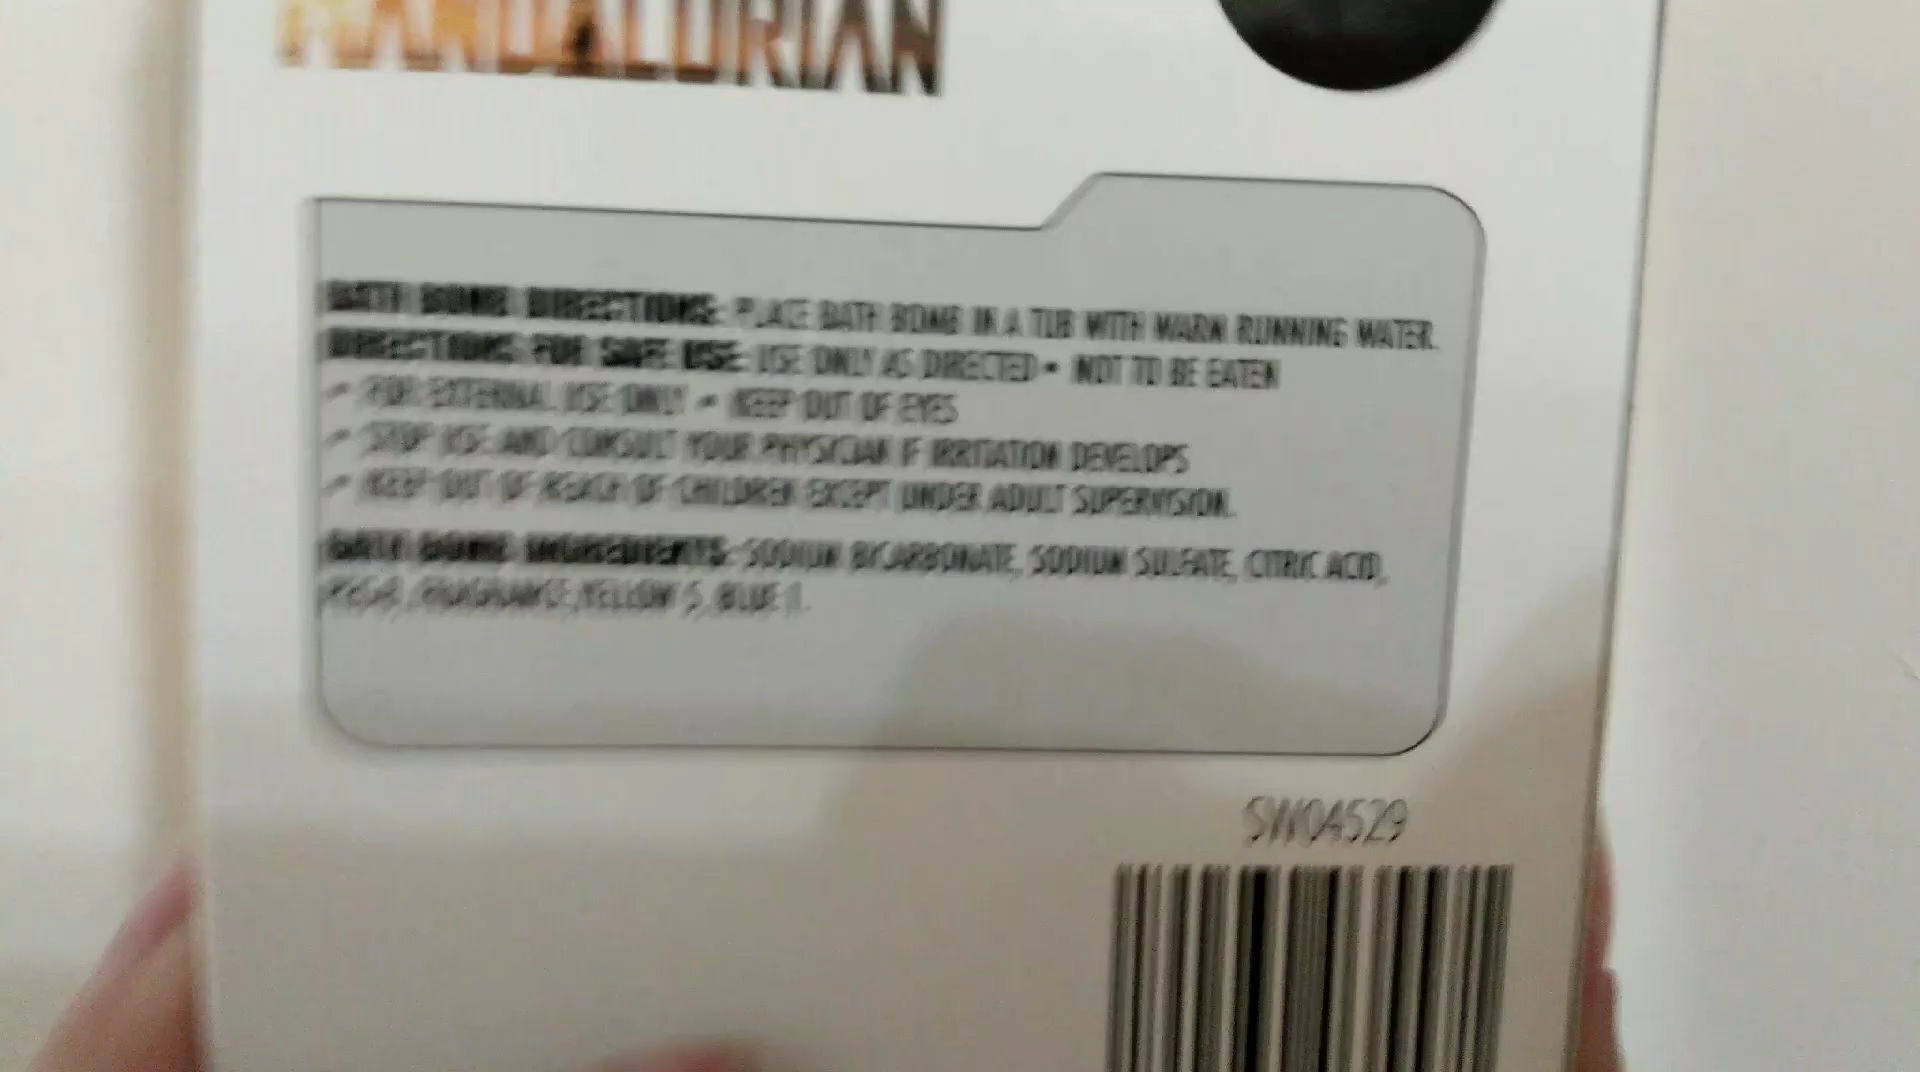 MANDALORIAN
BATH BOMB DIRECTIONS: PLACE BATH BOMB IN A TUB WITH WARM RUNNING WATER.
DIRECTIONS FOR SAFE USE: USE ONLY AS DIRECTED • NOT TO BE EATEN
• FOR EXTERNAL USE ONLY • KEEP OUT OF EYES
• STOP USE AND CONSULT YOUR PHYSICIAN IF IRRITATION DEVELOPS
• KEEP OUT OF REACH OF CHILDREN EXCEPT UNDER ADULT SUPERVISION.
BATH BOMB INGREDIENTS: SODIUM BICARBONATE, SODIUM SULFATE, CITRIC ACID,
FRAGRANCE, YELLOW 5, BLUE 1.
SW04529